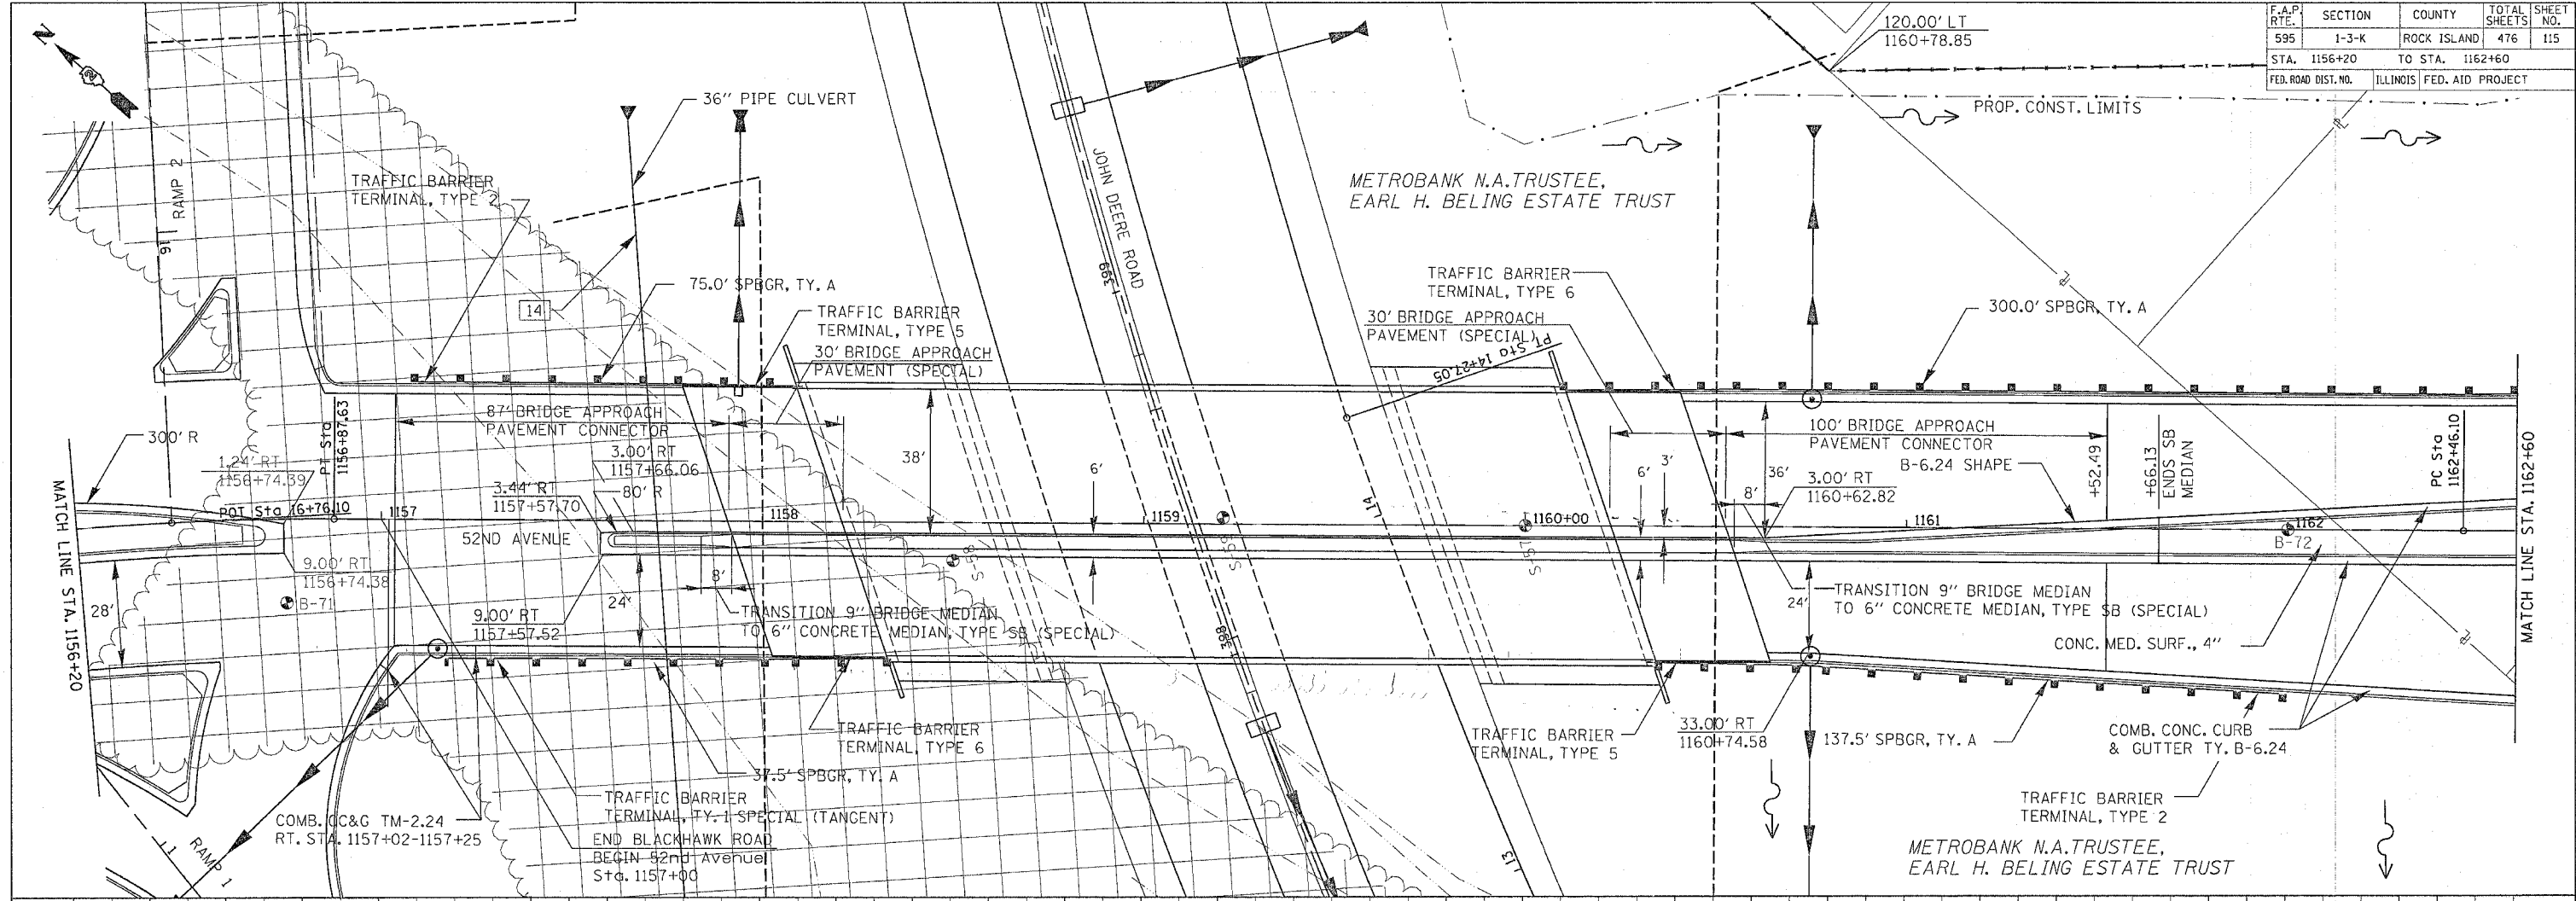 F.A.P. RTE. SECTION COUNTY TOTAL SHEETS SHEET NO.
595 1-3-K ROCK ISLAND 476 115
STA. 1156+20 TO STA. 1162+60
FED. ROAD DIST. NO. ILLINOIS FED. AID PROJECT
N
2
120.00' LT
1160+78.85
36" PIPE CULVERT
PROP. CONST. LIMITS
RAMP 2
16
TRAFFIC BARRIER
TERMINAL, TYPE 2
JOHN DEERE ROAD
METROBANK N.A. TRUSTEE,
EARL H. BELING ESTATE TRUST
399
75.0' SPBGR, TY. A
14
TRAFFIC BARRIER
TERMINAL, TYPE 5
30' BRIDGE APPROACH
PAVEMENT (SPECIAL)
TRAFFIC BARRIER
TERMINAL, TYPE 6
30' BRIDGE APPROACH
PAVEMENT (SPECIAL)
PT Sta 14+27.05
300.0' SPBGR, TY. A
87' BRIDGE APPROACH
PAVEMENT CONNECTOR
PT Sta
1156+87.63
300' R
1.24' RT
1156+74.39
3.00' RT
1157+66.06
3.44' RT
1157+57.70
80' R
38'
6'
6'
3'
36'
8'
100' BRIDGE APPROACH
PAVEMENT CONNECTOR
B-6.24 SHAPE
3.00' RT
1160+62.82
+52.49
+66.13
ENDS SB
MEDIAN
PC Sta
1162+46.10
MATCH LINE STA. 1156+20
MATCH LINE STA. 1162+60
POT Sta 16+76.10
1157
1158
1159
1160+00
1161
1162
52ND AVENUE
14
B-72
9.00' RT
1156+74.38
B-71
28'
8'
24'
9.00' RT
1157+57.52
TRANSITION 9" BRIDGE MEDIAN
TO 6" CONCRETE MEDIAN, TYPE SB (SPECIAL)
398
24'
TRANSITION 9" BRIDGE MEDIAN
TO 6" CONCRETE MEDIAN, TYPE SB (SPECIAL)
CONC. MED. SURF., 4"
TRAFFIC BARRIER
TERMINAL, TYPE 6
37.5' SPBGR, TY. A
TRAFFIC BARRIER
TERMINAL, TYPE 5
33.00' RT
1160+74.58
137.5' SPBGR, TY. A
COMB. CONC. CURB
& GUTTER TY. B-6.24
TRAFFIC BARRIER
TERMINAL, TYPE 2
TRAFFIC BARRIER
TERMINAL, TY. 1 SPECIAL (TANGENT)
COMB. CC&G TM-2.24
RT. STA. 1157+02-1157+25
END BLACKHAWK ROAD
BEGIN 52nd Avenue
Sta. 1157+00
RAMP 1
11
13
METROBANK N.A. TRUSTEE,
EARL H. BELING ESTATE TRUST